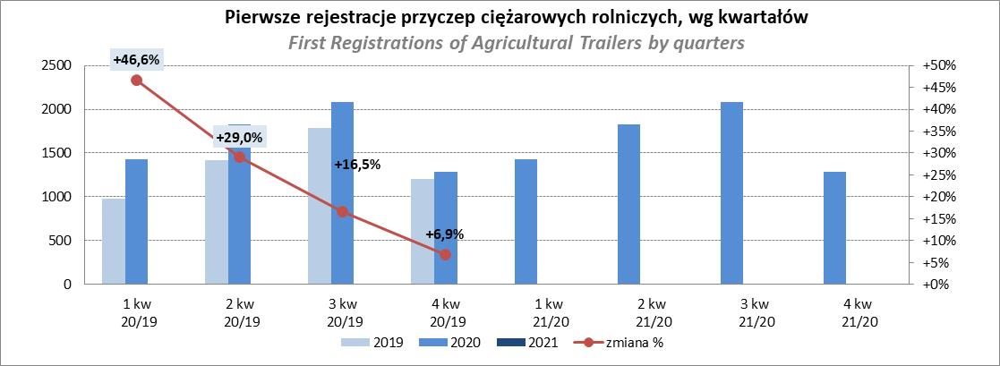 Pierwsze rejestracje przyczep ciężarowych rolniczych, wg kwartałów
First Registrations of Agricultural Trailers by quarters
2500
2000
1500
1000
500
0
+50%
+45%
+40%
+35%
+30%
+25%
+20%
+15%
+10%
+5%
+0%
+46,6%
+29,0%
+16,5%
+6,9%
1 kw
20/19
2 kw
20/19
3 kw
20/19
4 kw
20/19
1 kw
21/20
2 kw
21/20
3 kw
21/20
4 kw
21/20
2019 2020 2021 zmiana %